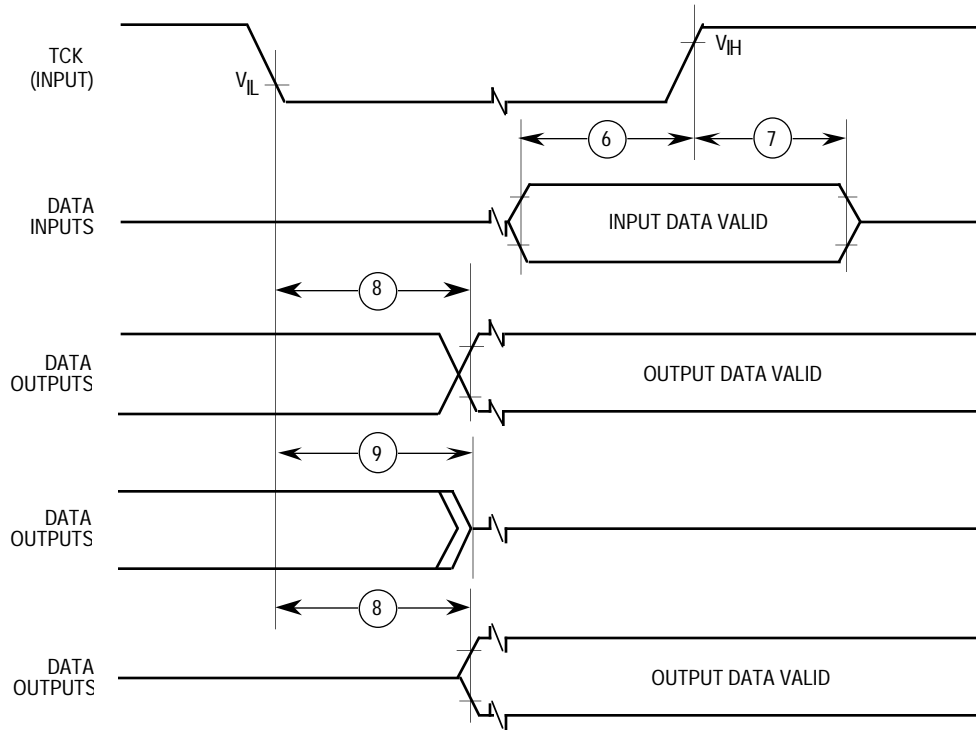 TCK
(INPUT)
VIL
VIH
6
7
DATA
INPUTS
INPUT DATA VALID
8
DATA
OUTPUTS
OUTPUT DATA VALID
9
DATA
OUTPUTS
8
DATA
OUTPUTS
OUTPUT DATA VALID